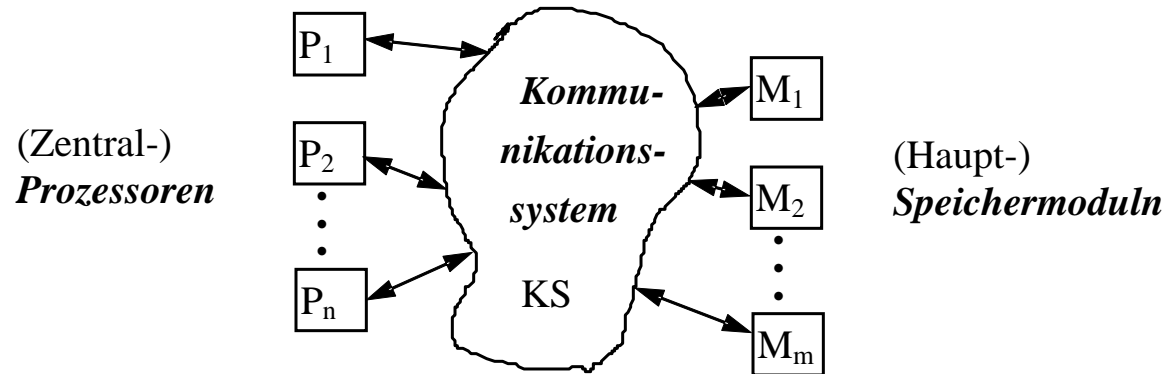 (Zentral-)
Prozessoren
P1
P2
Pn
Kommu-
nikations-
system
KS
M1
M2
Mm
(Haupt-)
Speichermoduln